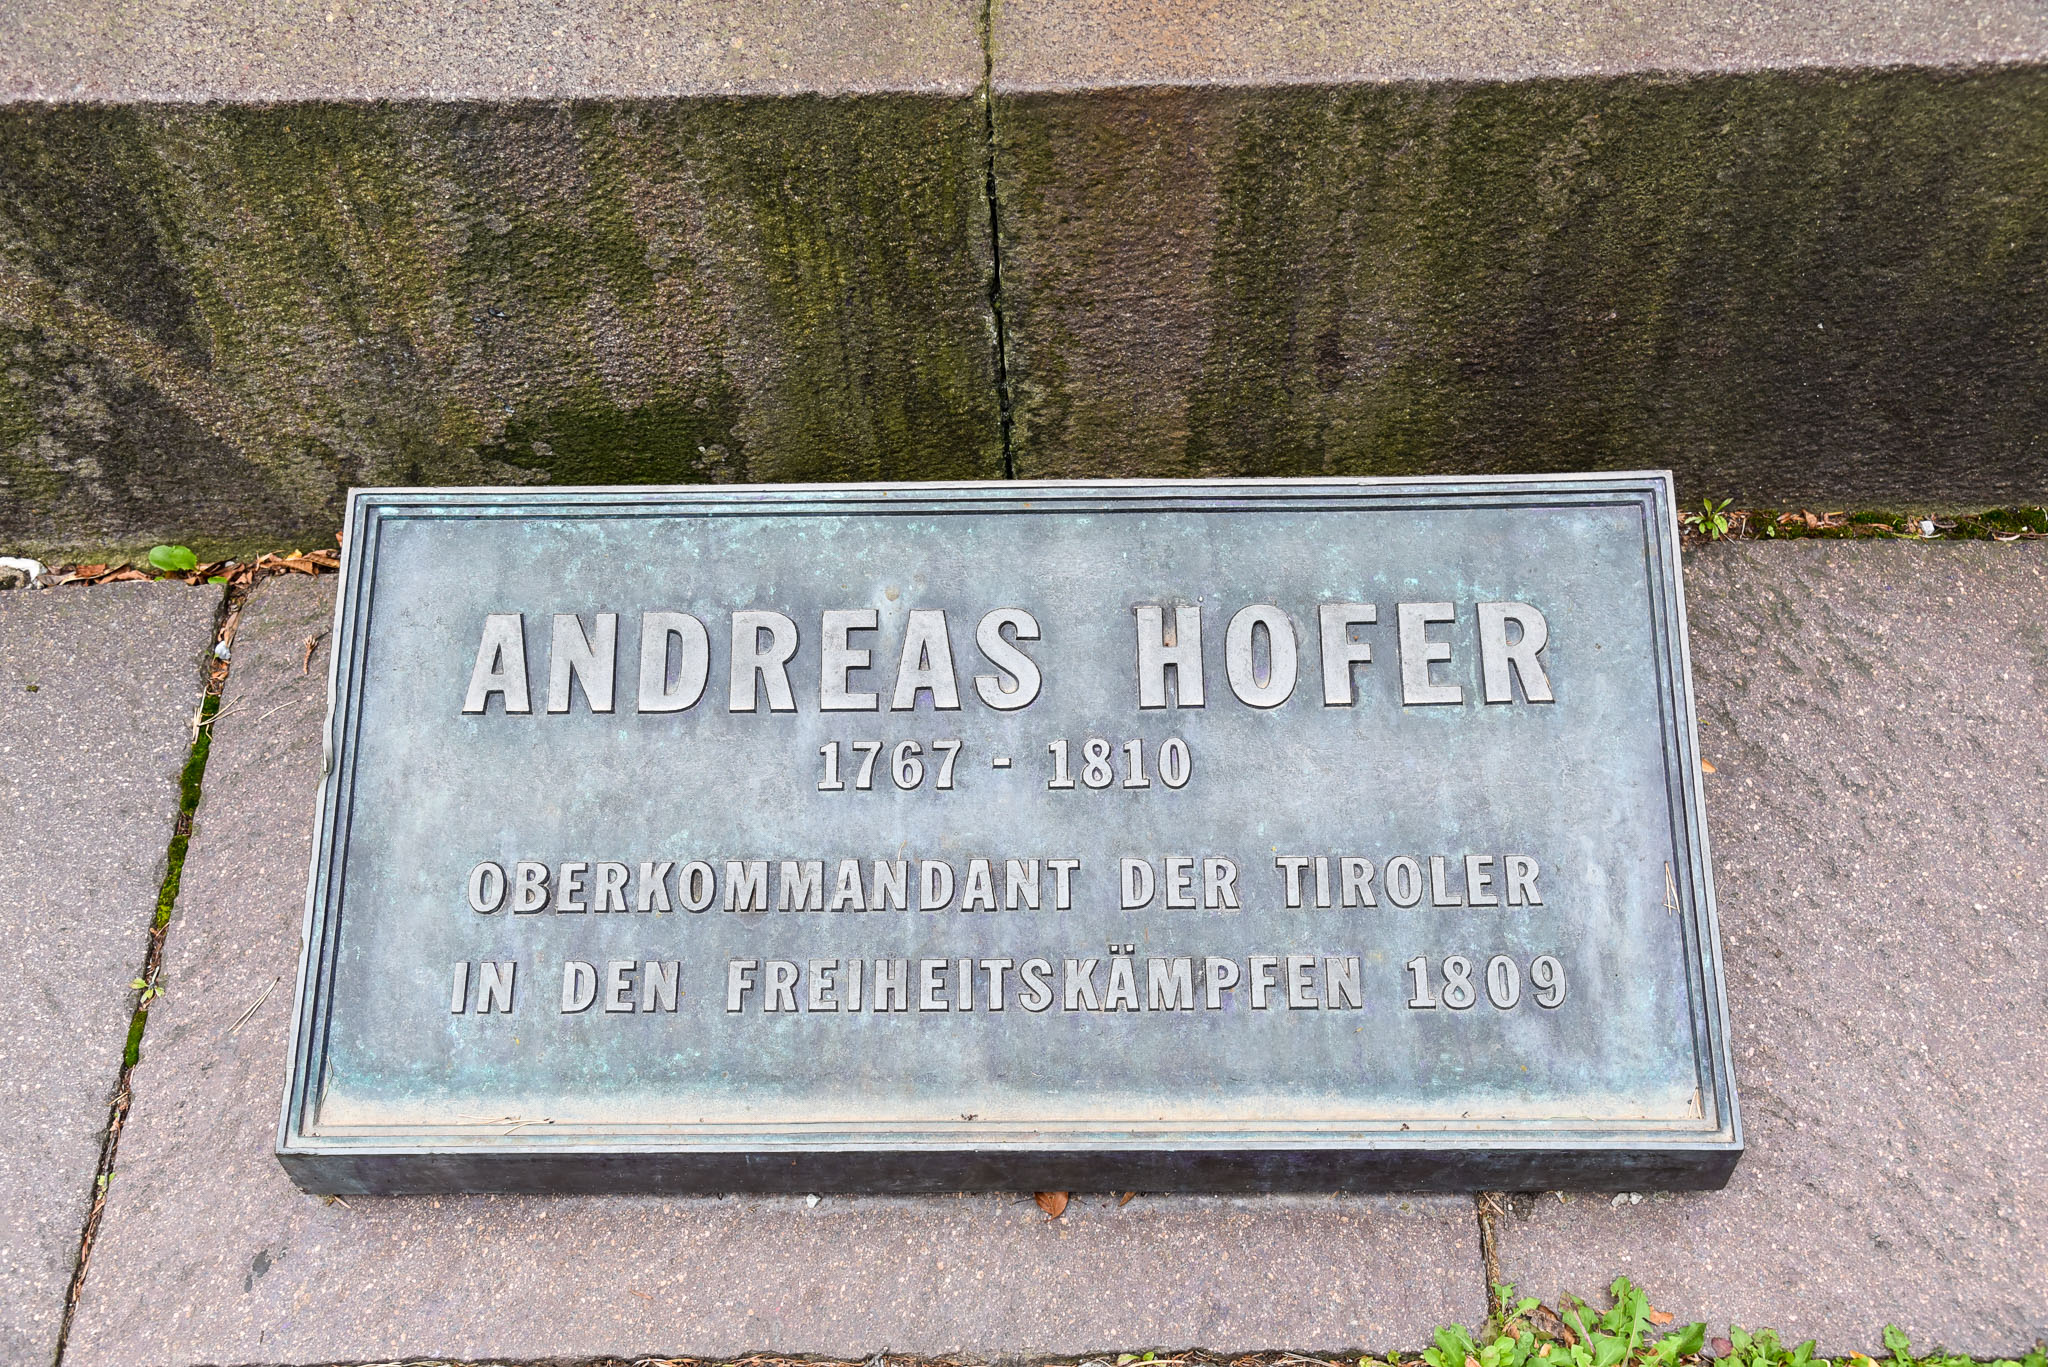 ANDREAS HOFER
1767 - 1810
OBERKOMMANDANT DER TIROLER
IN DEN FREIHEITSKÄMPFEN 1809